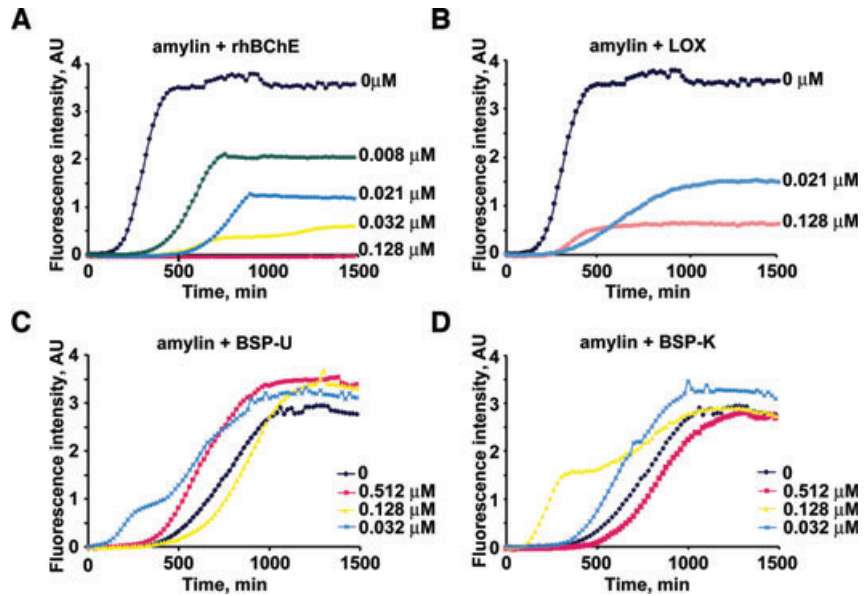 A
amylin + rhBChE
Fluorescence intensity, AU
4
3
2
1
0
0μM
0.008 μM
0.021 μM
0.032 μM
0.128 μM
0 500 1000 1500
Time, min
B
amylin + LOX
Fluorescence intensity, AU
4
3
2
1
0
0 μM
0.021 μM
0.128 μM
0 500 1000 1500
Time, min
C
amylin + BSP-U
Fluorescence intensity, AU
4
3
2
1
0
0
0.512 μM
0.128 μM
0.032 μM
0 500 1000 1500
Time, min
D
amylin + BSP-K
Fluorescence intensity, AU
4
3
2
1
0
0
0.512 μM
0.128 μM
0.032 μM
0 500 1000 1500
Time, min